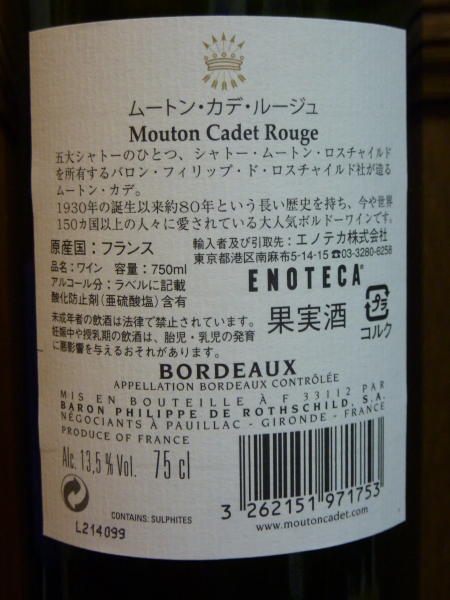 ムートン・カデ・ルージュ
Mouton Cadet Rouge
五大シャトーのひとつ、シャトー・ムートン・ロスチャイルド
を所有するバロン・フィリップ・ド・ロスチャイルド社が造る
ムートン・カデ。
1930年の誕生以来約80年という長い歴史を持ち、今や世界
150カ国以上の人々に愛されている大人気ボルドーワインです。
原産国：フランス
品名：ワイン 容量：750ml
アルコール分：ラベルに記載
酸化防止剤(亜硫酸塩)含有
輸入者及び引取先：エノテカ株式会社
東京都港区南麻布5-14-15 ☎03-3280-6258
ENOTECA®
未成年者の飲酒は法律で禁止されています。
妊娠中や授乳期の飲酒は、胎児・乳児の発育
に悪影響を与えるおそれがあります。
果実酒
プラ
コルク
BORDEAUX
APPELLATION BORDEAUX CONTRÔLÉE
MIS EN BOUTEILLE À F 33112 PAR
BARON PHILIPPE DE ROTHSCHILD, S.A.
NÉGOCIANTS À PAUILLAC - GIRONDE - FRANCE
PRODUCE OF FRANCE
Alc. 13,5 % Vol. 75 cl
CONTAINS: SULPHITES
L214099
3 262151 971753
www.moutoncadet.com